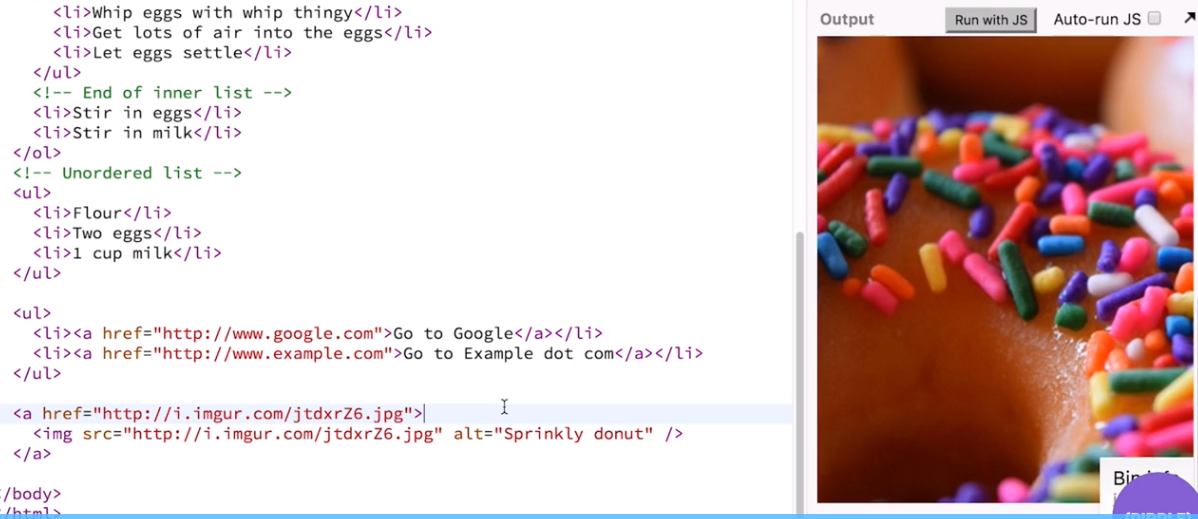 <li>Whip eggs with whip thingy</li>
<li>Get lots of air into the eggs</li>
<li>Let eggs settle</li>
</ul>
<!-- End of inner list -->
<li>Stir in eggs</li>
<li>Stir in milk</li>
</ol>
<!-- Unordered list -->
<ul>
<li>Flour</li>
<li>Two eggs</li>
<li>1 cup milk</li>
</ul>
<ul>
<li><a href="http://www.google.com">Go to Google</a></li>
<li><a href="http://www.example.com">Go to Example dot com</a></li>
</ul>
<a href="http://i.imgur.com/jtdxrZ6.jpg">
<img src="http://i.imgur.com/jtdxrZ6.jpg" alt="Sprinkly donut" />
</a>
</body>
</html>
Output
Run with JS
Auto-run JS